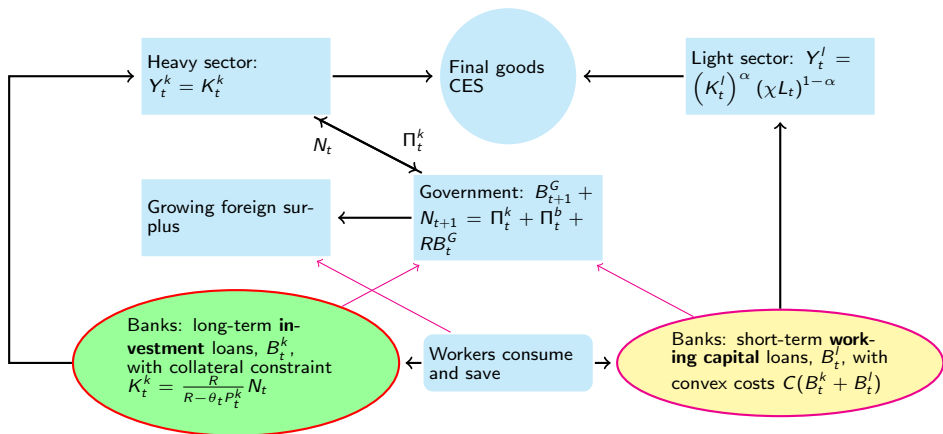 Heavy sector:
$Y_t^k = K_t^k$
Final goods
CES
Light sector: $Y_t^l =$
$\left(K_t^l\right)^\alpha (\chi L_t)^{1-\alpha}$
$N_t$
$\Pi_t^k$
Growing foreign sur-
plus
Government: $B_{t+1}^G +$
$N_{t+1} = \Pi_t^k + \Pi_t^b +$
$RB_t^G$
Banks: long-term in-
vestment loans, $B_t^k$,
with collateral constraint
$K_t^k = \frac{R}{R-\theta_t P_t^k} N_t$
Workers consume
and save
Banks: short-term work-
ing capital loans, $B_t^l$, with
convex costs $C(B_t^k + B_t^l)$